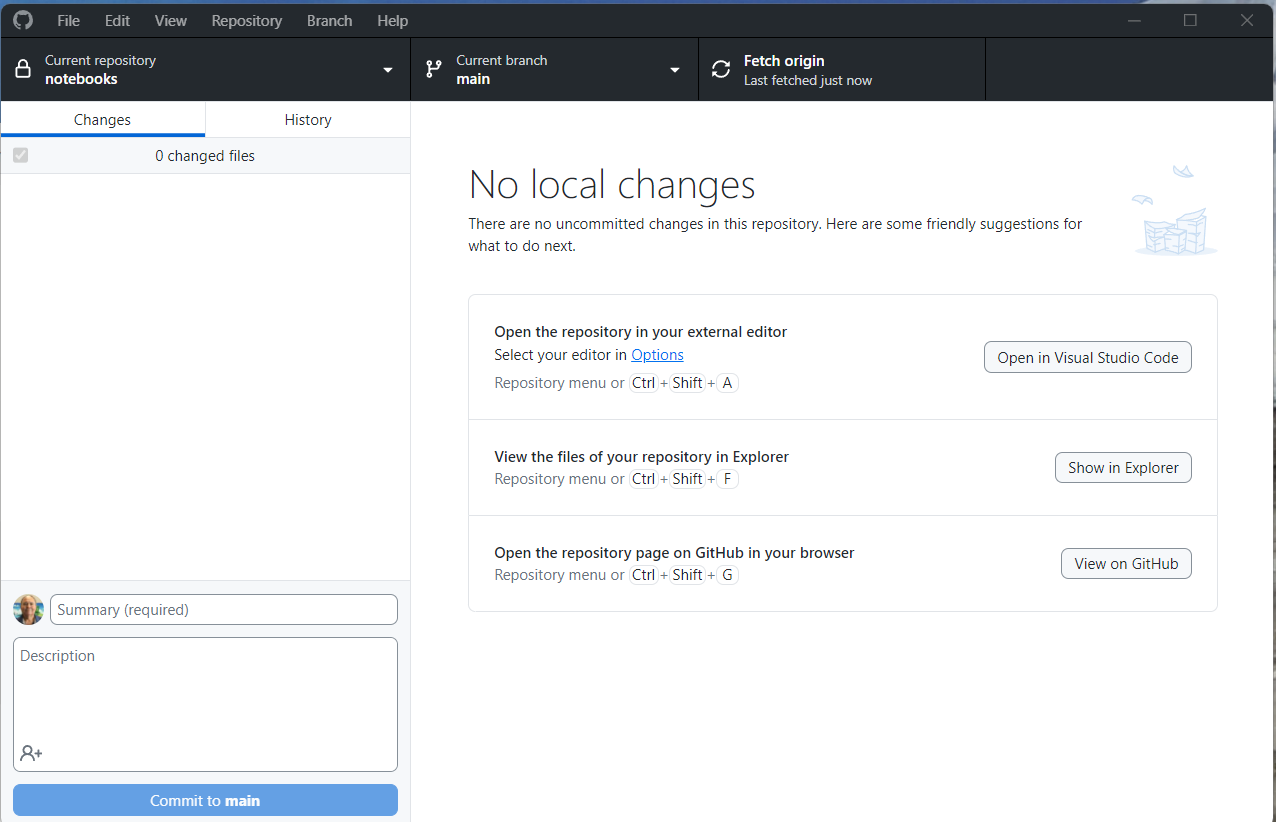 File Edit View Repository Branch Help
Current repository
notebooks
Current branch
main
Fetch origin
Last fetched just now
Changes
History
0 changed files
No local changes
There are no uncommitted changes in this repository. Here are some friendly suggestions for
what to do next.
Open the repository in your external editor
Select your editor in Options
Repository menu or Ctrl + Shift + A
Open in Visual Studio Code
View the files of your repository in Explorer
Repository menu or Ctrl + Shift + F
Show in Explorer
Open the repository page on GitHub in your browser
Repository menu or Ctrl + Shift + G
View on GitHub
Summary (required)
Description
Commit to main